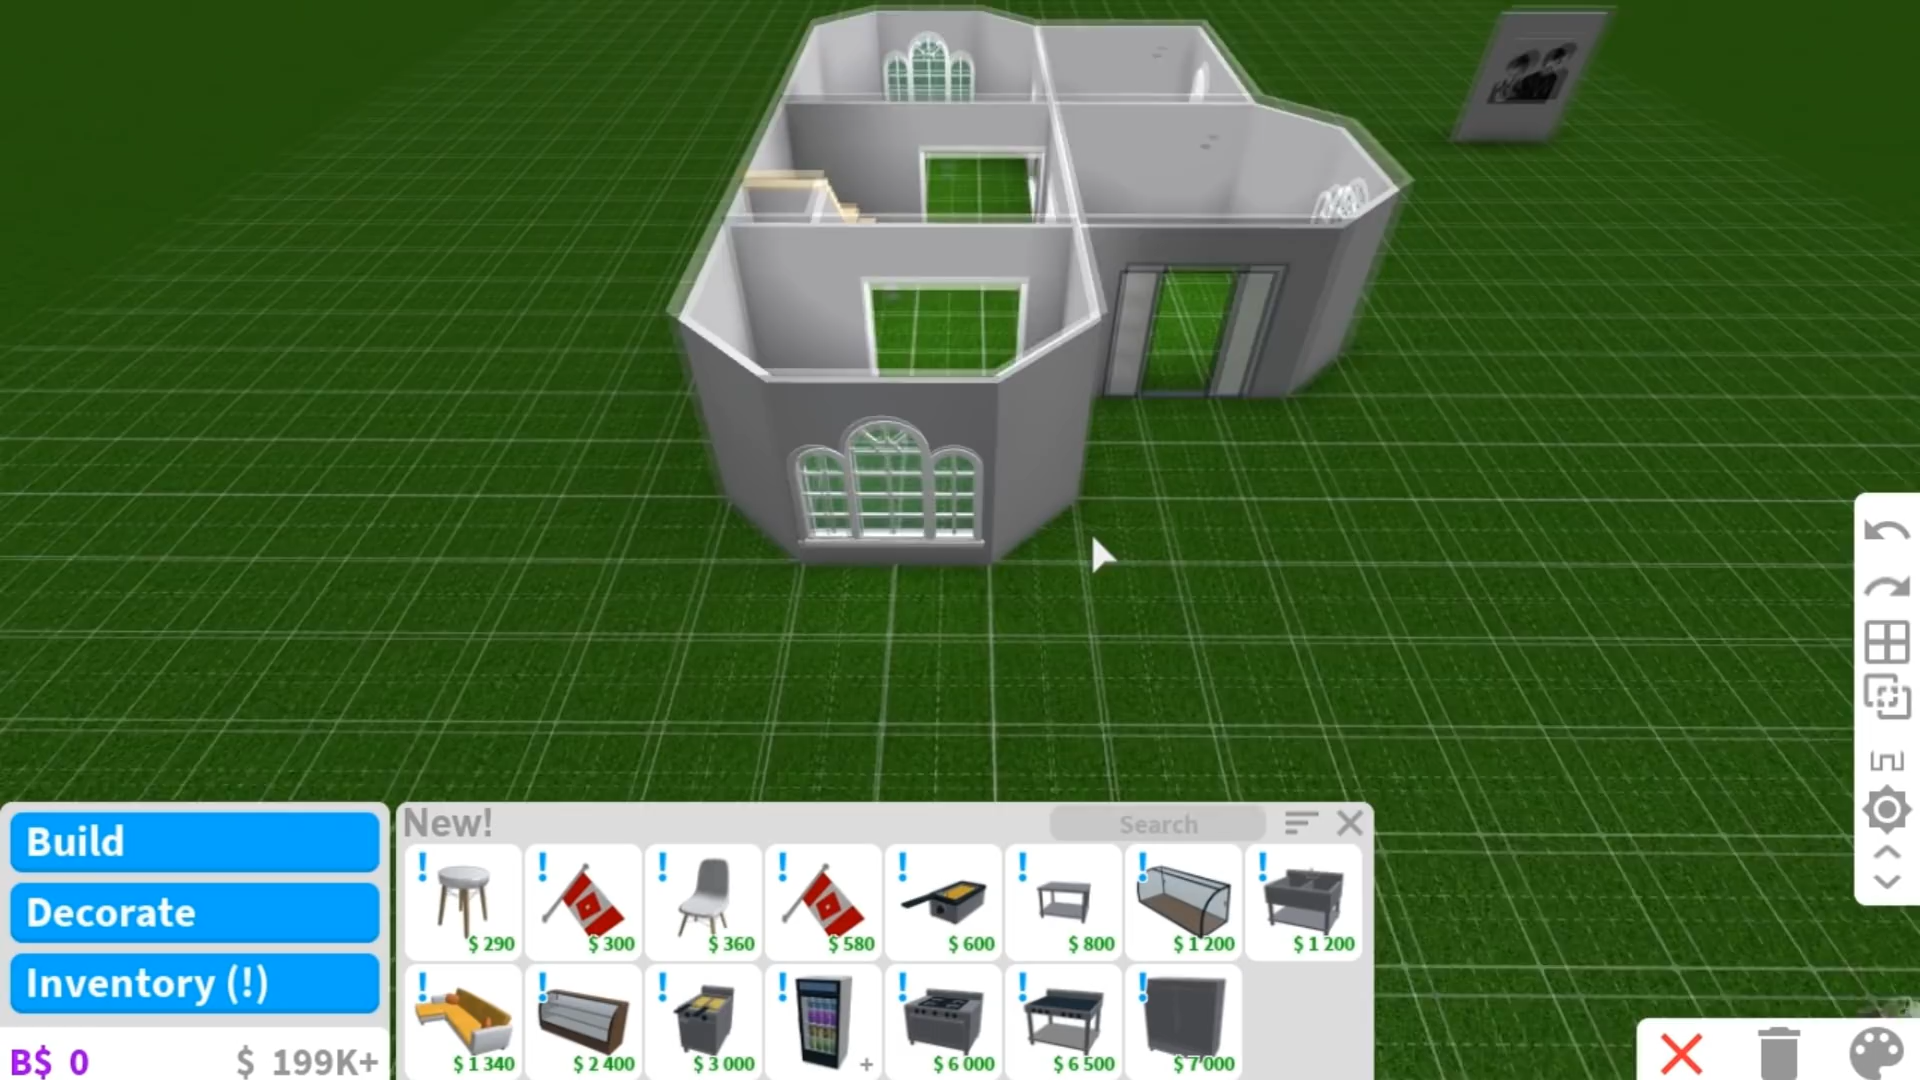 New!
Search
Build
Decorate
Inventory (!)
B$ 0
$ 199K+
! ! ! ! ! ! ! !
$ 290 $ 300 $ 360 $ 580 $ 600 $ 800 $ 1 200 $ 1 200
! ! ! ! ! ! !
$ 1 340 $ 2 400 $ 3 000 + $ 6 000 $ 6 500 $ 7 000